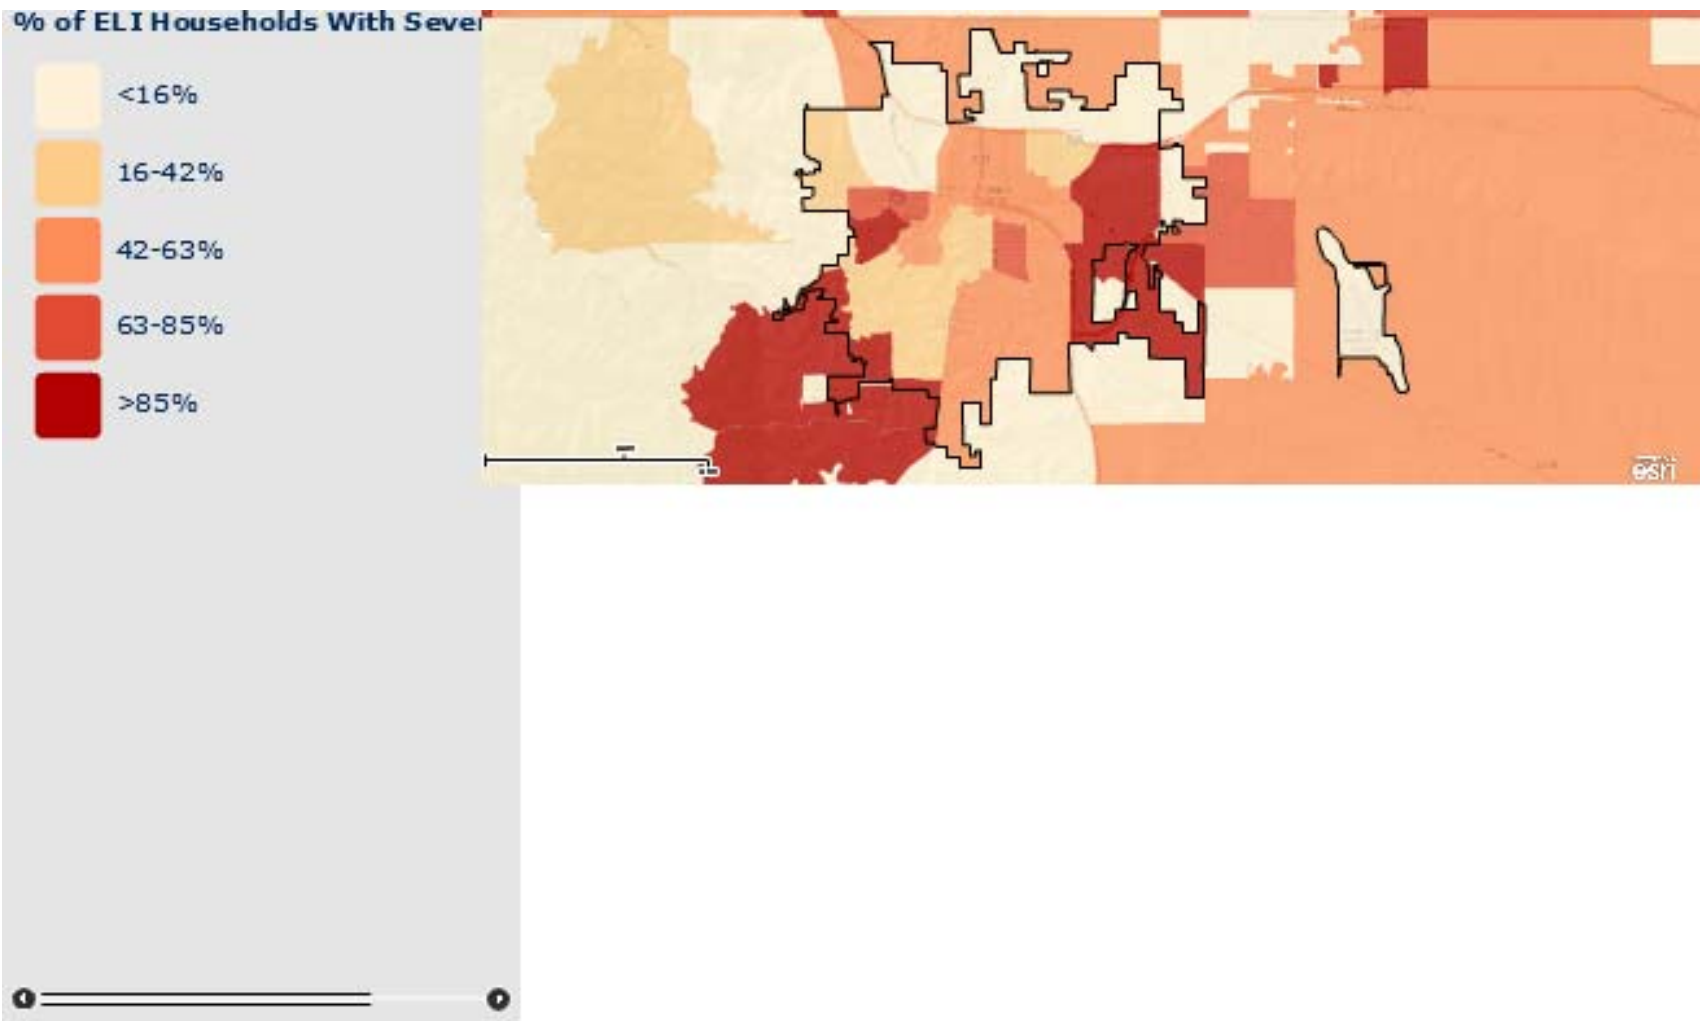 % of ELI Households With Sever
<16%
16-42%
42-63%
63-85%
>85%
esri